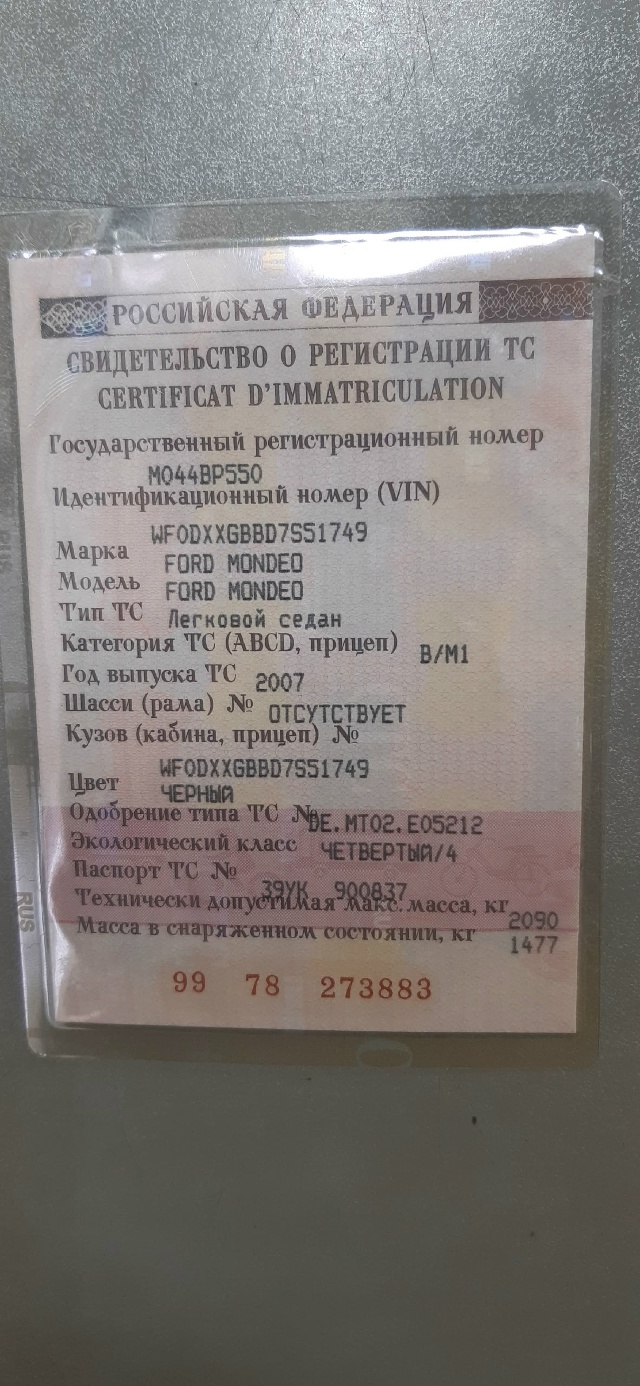 РОССИЙСКАЯ ФЕДЕРАЦИЯ
СВИДЕТЕЛЬСТВО О РЕГИСТРАЦИИ ТС
CERTIFICAT D'IMMATRICULATION
Государственный регистрационный номер
М044ВР550
Идентификационный номер (VIN)
WF0DXXGBBD7S51749
Марка FORD MONDEO
Модель FORD MONDEO
Тип ТС Легковой седан
Категория ТС (ABCD, прицеп) B/M1
Год выпуска ТС 2007
Шасси (рама) № ОТСУТСТВУЕТ
Кузов (кабина, прицеп) №
WF0DXXGBBD7S51749
Цвет ЧЕРНЫЙ
Одобрение типа ТС № DE.MT02.E05212
Экологический класс ЧЕТВЕРТЫЙ/4
Паспорт ТС № 39УК 900837
Технически допустимая макс. масса, кг 2090
Масса в снаряженном состоянии, кг 1477
99 78 273883
RUS